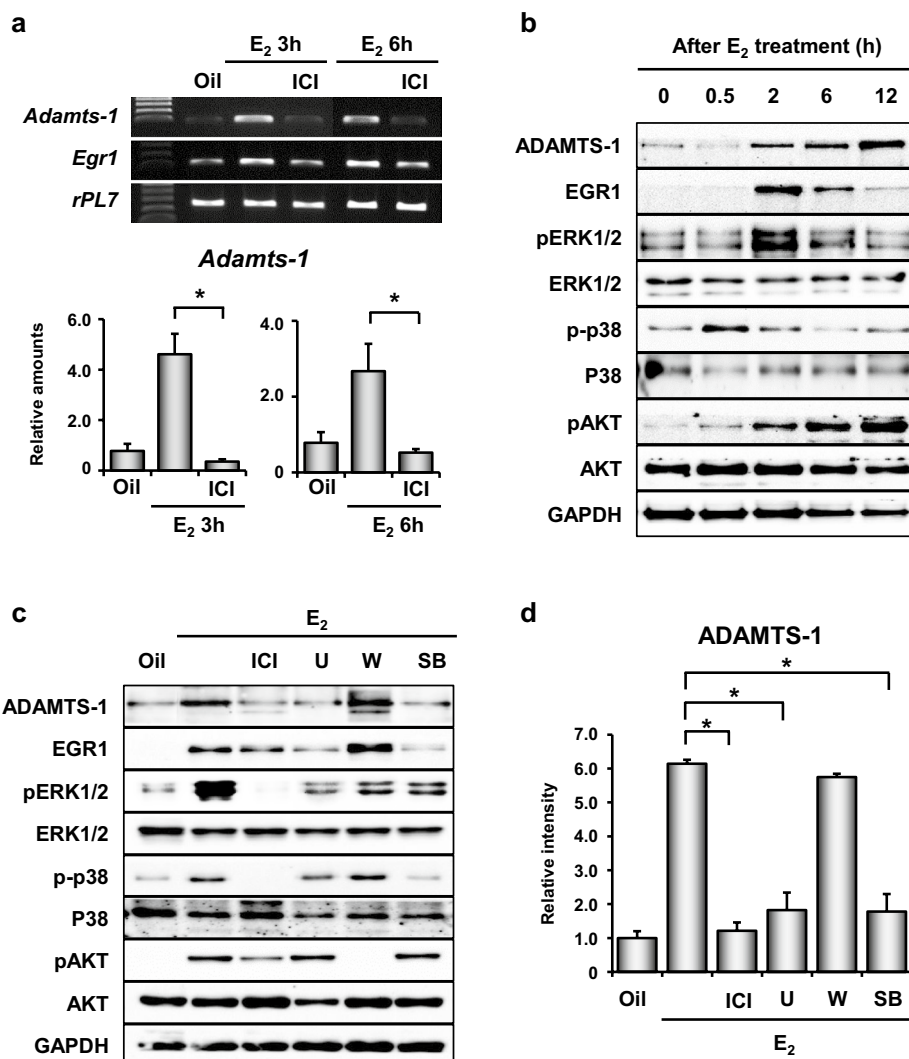 a
E2 3h E2 6h
Oil ICI ICI
Adamts-1
Egr1
rPL7
Adamts-1
* *
Relative amounts
6.0 4.0
4.0
2.0 2.0
0 0
Oil ICI Oil ICI
E2 3h E2 6h
b
After E2 treatment (h)
0 0.5 2 6 12
ADAMTS-1
EGR1
pERK1/2
ERK1/2
p-p38
P38
pAKT
AKT
GAPDH
c
E2
Oil ICI U W SB
ADAMTS-1
EGR1
pERK1/2
ERK1/2
p-p38
P38
pAKT
AKT
GAPDH
d
ADAMTS-1
*
*
*
Relative intensity
7.0
6.0
5.0
4.0
3.0
2.0
1.0
0
Oil ICI U W SB
E2